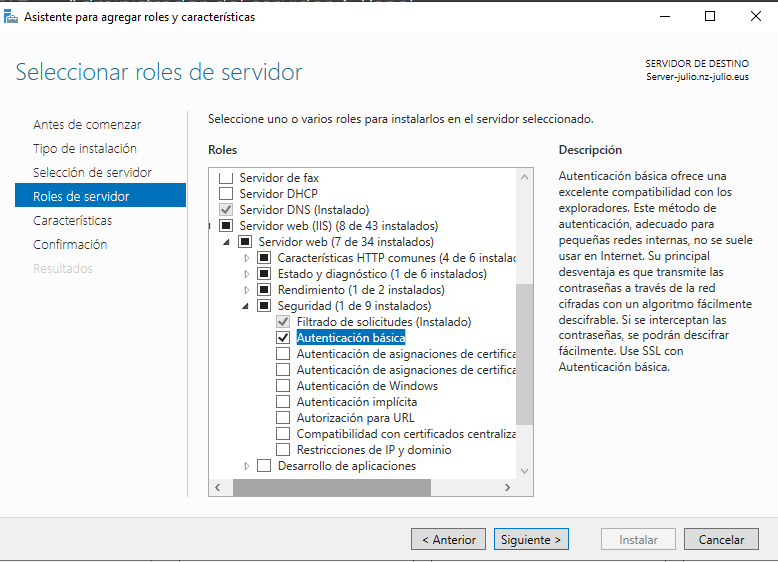 Asistente para agregar roles y características
Seleccionar roles de servidor
SERVIDOR DE DESTINO
Server-julio.nz-julio.eus
Antes de comenzar
Tipo de instalación
Selección de servidor
Roles de servidor
Características
Confirmación
Resultados
Seleccione uno o varios roles para instalarlos en el servidor seleccionado.
Roles
Servidor de fax
Servidor DHCP
Servidor DNS (Instalado)
Servidor web (IIS) (8 de 43 instalados)
Servidor web (7 de 34 instalados)
Características HTTP comunes (4 de 6 instalac
Estado y diagnóstico (1 de 6 instalados)
Rendimiento (1 de 2 instalados)
Seguridad (1 de 9 instalados)
Filtrado de solicitudes (Instalado)
Autenticación básica
Autenticación de asignaciones de certifica
Autenticación de asignaciones de certifica
Autenticación de Windows
Autenticación implícita
Autorización para URL
Compatibilidad con certificados centraliza
Restricciones de IP y dominio
Desarrollo de aplicaciones
Descripción
Autenticación básica ofrece una
excelente compatibilidad con los
exploradores. Este método de
autenticación, adecuado para
pequeñas redes internas, no se suele
usar en Internet. Su principal
desventaja es que transmite las
contraseñas a través de la red
cifradas con un algoritmo fácilmente
descifrable. Si se interceptan las
contraseñas, se podrán descifrar
fácilmente. Use SSL con
Autenticación básica.
< Anterior
Siguiente >
Instalar
Cancelar